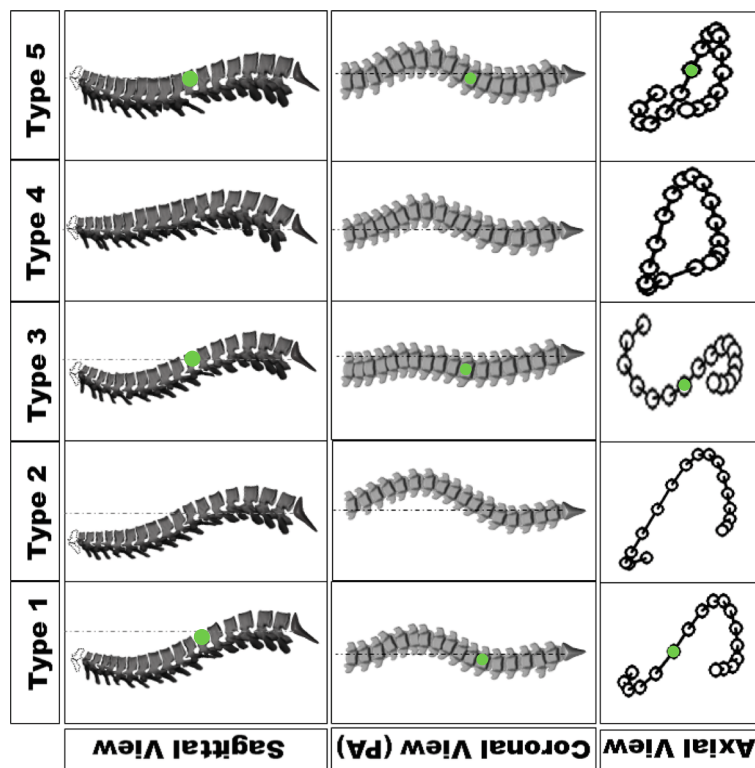 Type 5
Type 4
Type 3
Type 2
Type 1
Sagittal View
Coronal View (PA)
Axial View